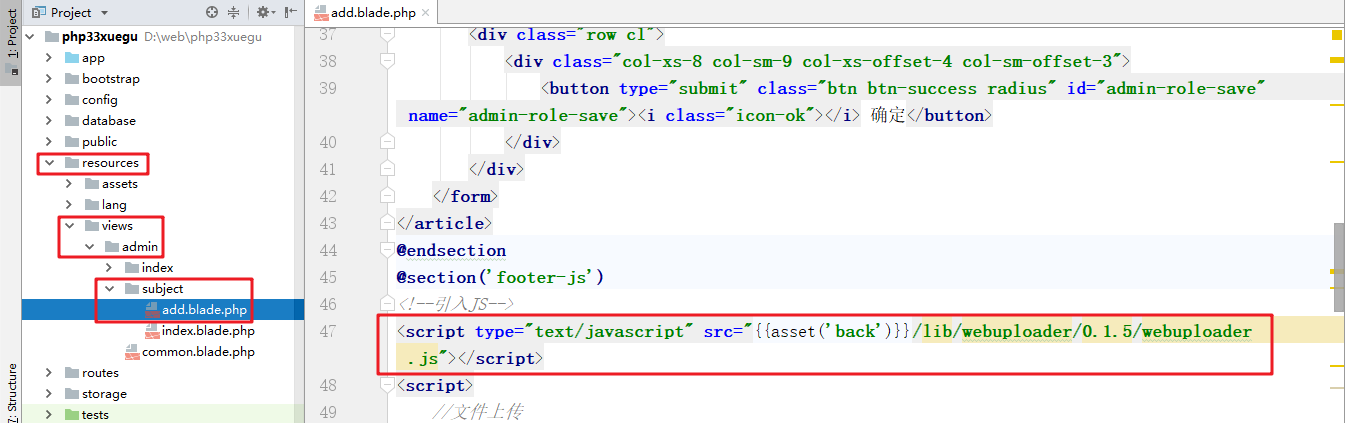 1: Project
Z: Structure
Project
php33xuegu D:\web\php33xuegu
app
bootstrap
config
database
public
resources
assets
lang
views
admin
index
subject
add.blade.php
index.blade.php
common.blade.php
routes
storage
tests
add.blade.php
37 <div class="row cl">
38 <div class="col-xs-8 col-sm-9 col-xs-offset-4 col-sm-offset-3">
39 <button type="submit" class="btn btn-success radius" id="admin-role-save"
name="admin-role-save"><i class="icon-ok"></i> 确定</button>
40 </div>
41 </div>
42 </form>
43 </article>
44 @endsection
45 @section('footer-js')
46 <!--引入JS-->
47 <script type="text/javascript" src="{{asset('back')}}/lib/webuploader/0.1.5/webuploader
.js"></script>
48 <script>
49 //文件上传